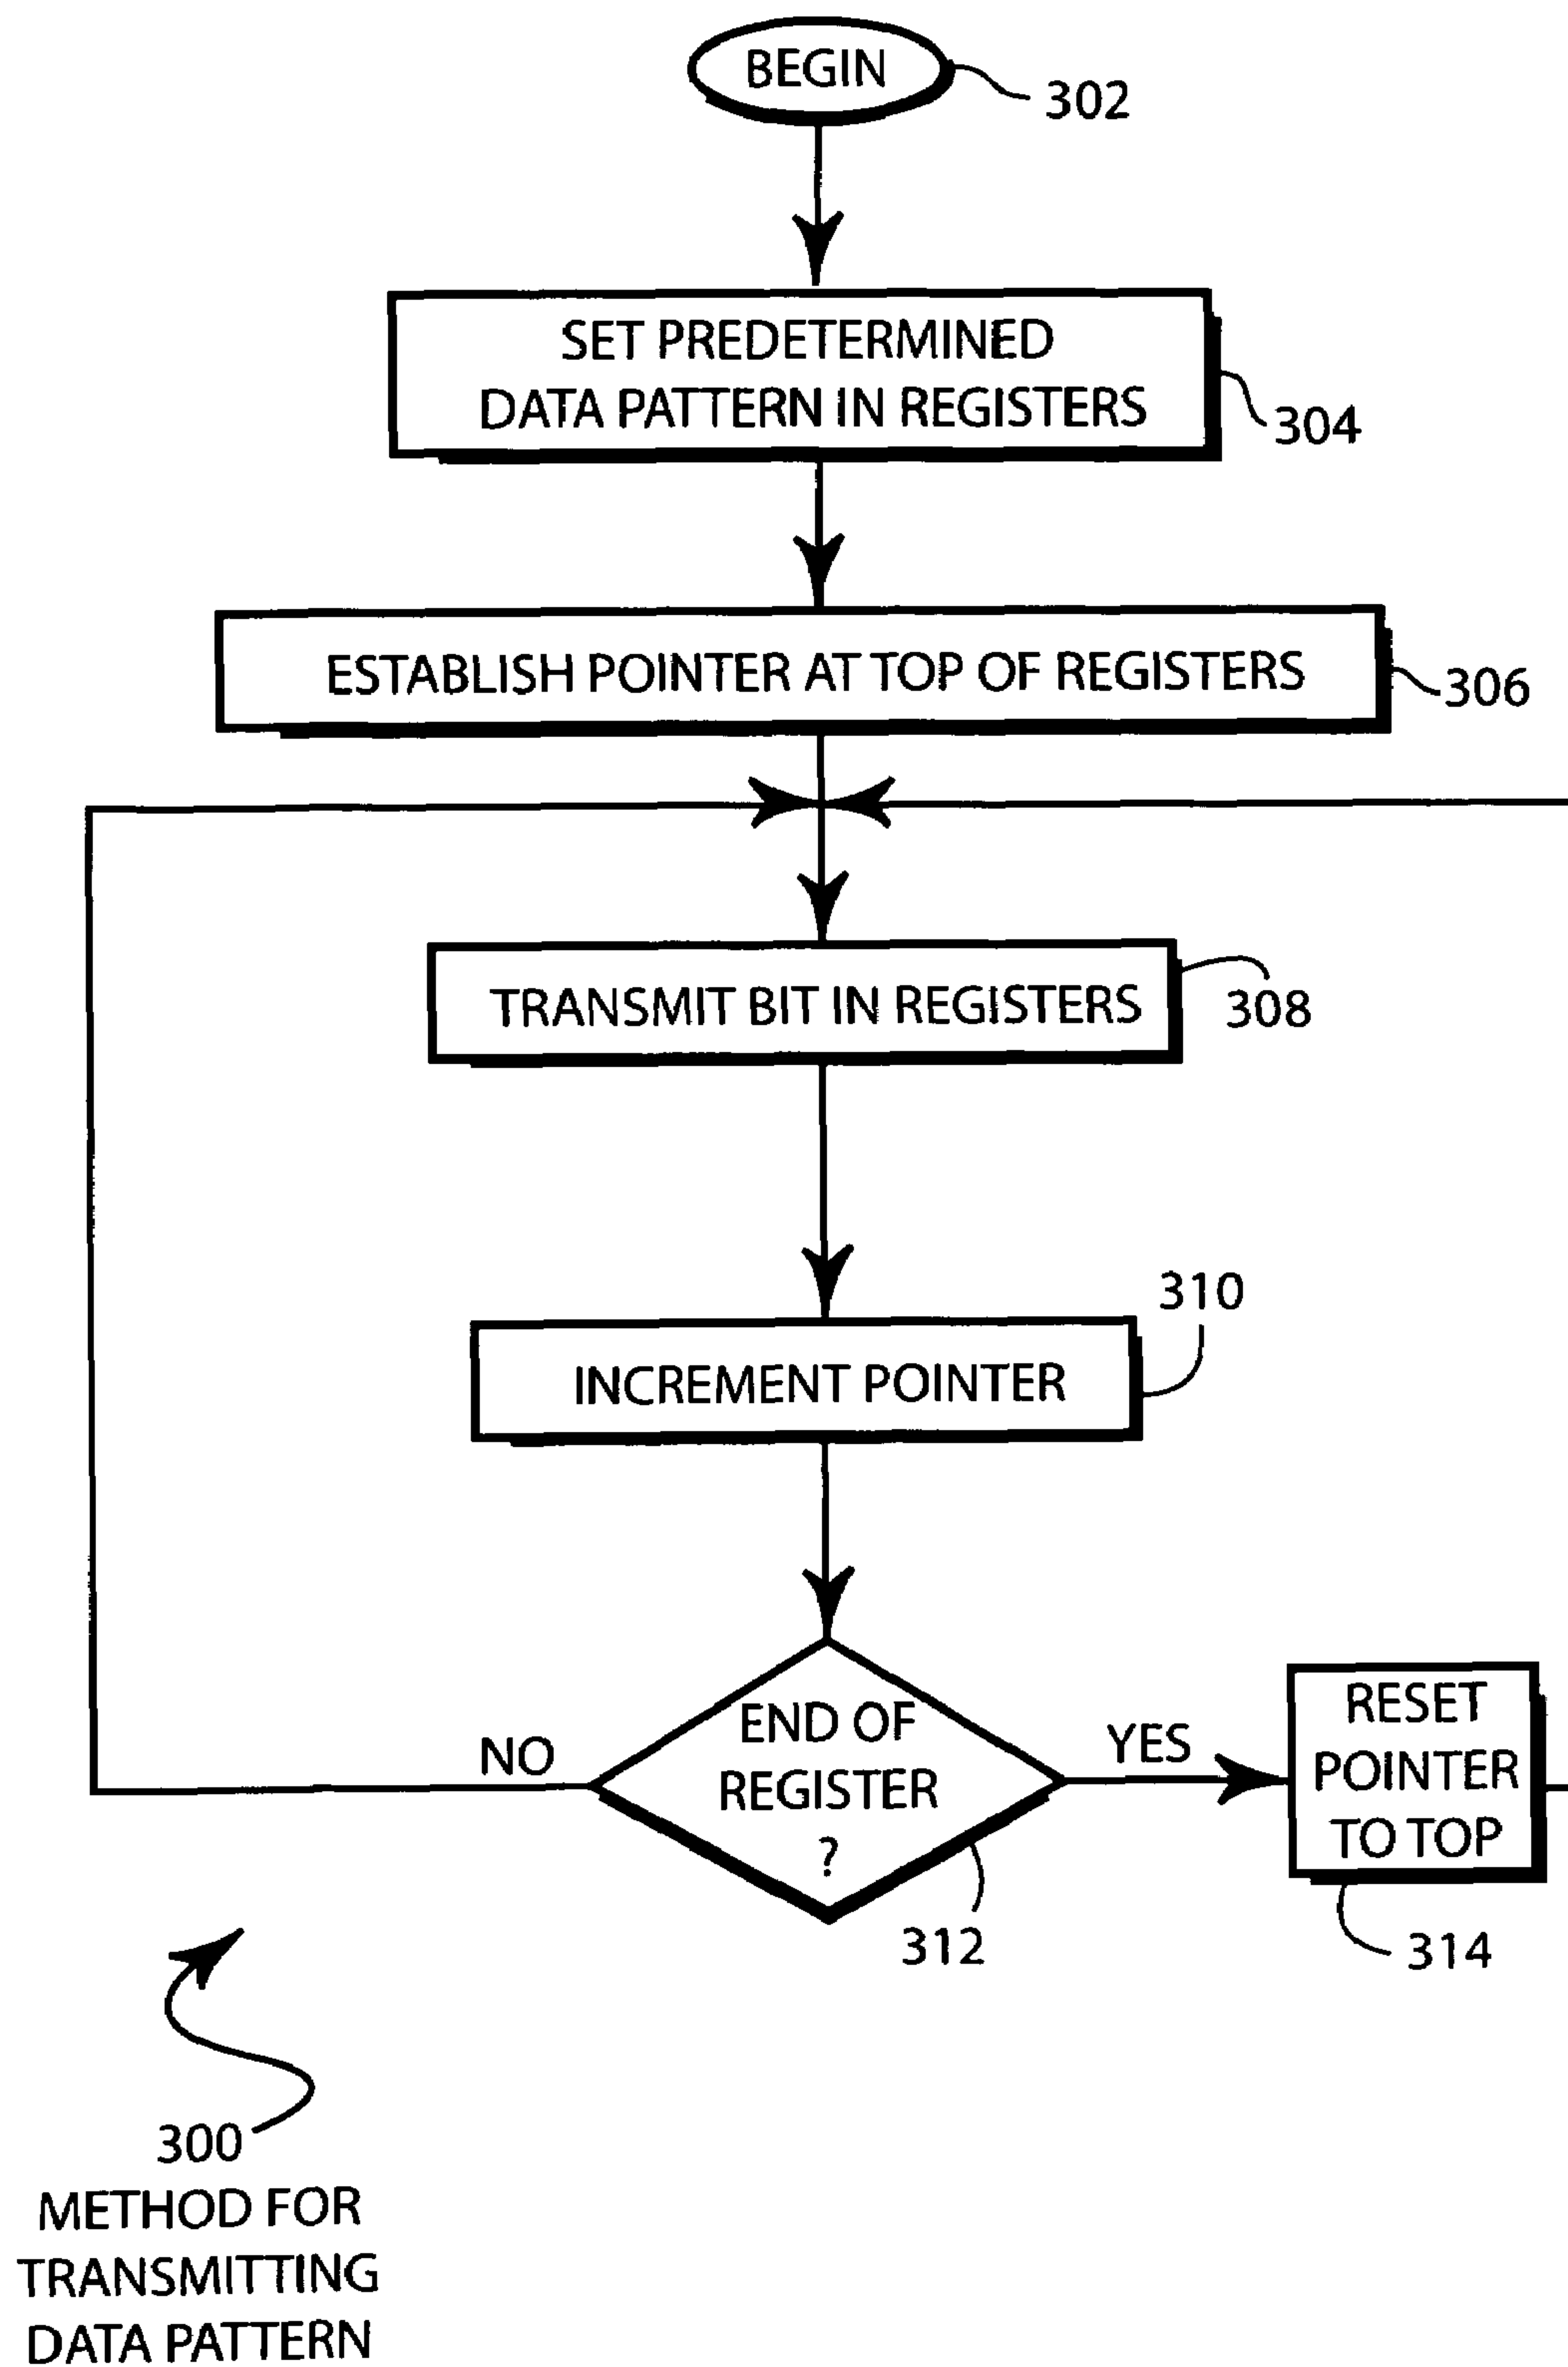 BEGIN
302
SET PREDETERMINED
DATA PATTERN IN REGISTERS
304
ESTABLISH POINTER AT TOP OF REGISTERS
306
TRANSMIT BIT IN REGISTERS
308
310
INCREMENT POINTER
END OF
REGISTER
?
NO
YES
RESET
POINTER
TO TOP
312
314
300
METHOD FOR
TRANSMITTING
DATA PATTERN